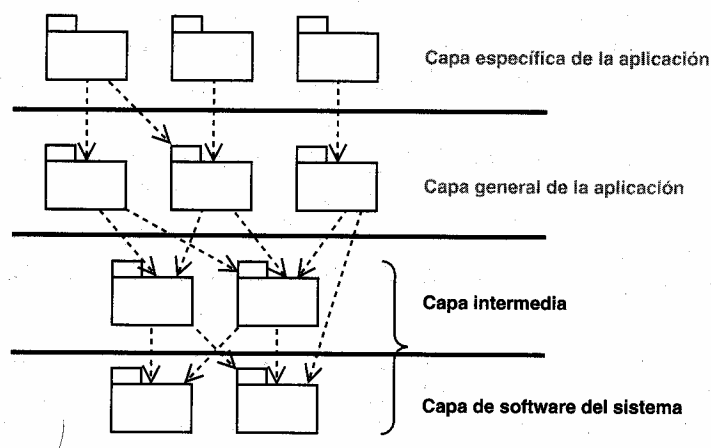 Capa específica de la aplicación
Capa general de la aplicación
Capa intermedia
Capa de software del sistema